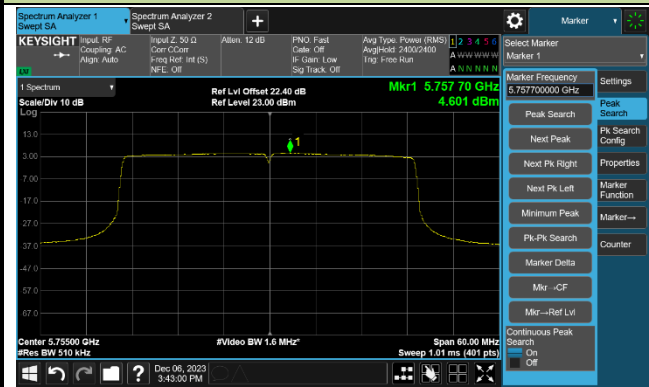 Spectrum Analyzer 1
Swept SA
Spectrum Analyzer 2
Swept SA
+
Marker
KEYSIGHT
Input: RF
Coupling: AC
Align: Auto
Input Z: 50 Ω
Corr CCorr
Freq Ref: Int (S)
NFE: Off
Atten: 12 dB
PNO: Fast
Gate: Off
IF Gain: Low
Sig Track: Off
Avg Type: Power (RMS)
Avg|Hold: 2400/2400
Trig: Free Run
1 2 3 4 5 6
A W W W W W
A N N N N N
Select Marker
Marker 1
1 Spectrum
Scale/Div 10 dB
Log
Ref Lvl Offset 22.40 dB
Ref Level 23.00 dBm
Mkr1 5.757 70 GHz
4.601 dBm
13.0
3.00
-7.00
-17.0
-27.0
-37.0
-47.0
-57.0
-67.0
1
Center 5.75500 GHz
#Res BW 510 kHz
#Video BW 1.6 MHz*
Span 60.00 MHz
Sweep 1.01 ms (401 pts)
Marker Frequency
5.757700000 GHz
Peak Search
Next Peak
Next Pk Right
Next Pk Left
Minimum Peak
Pk-Pk Search
Marker Delta
Mkr→CF
Mkr→Ref Lvl
Continuous Peak
Search
On
Off
Settings
Peak
Search
Pk Search
Config
Properties
Marker
Function
Marker→
Counter
?
Dec 06, 2023
3:43:00 PM